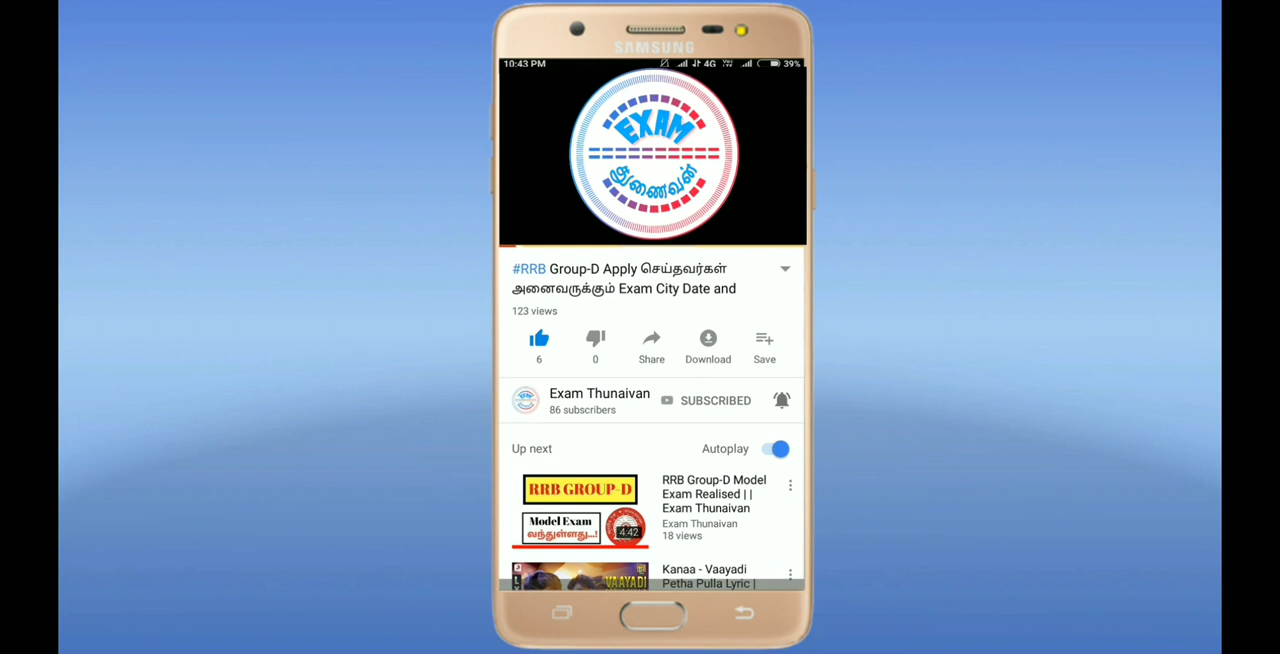 SAMSUNG
10:43 PM
4G
39%
EXAM
துணைவன்
#RRB Group-D Apply செய்தவர்கள்
அனைவருக்கும் Exam City Date and
123 views
6
0
Share
Download
Save
Exam Thunaivan
86 subscribers
SUBSCRIBED
Up next
Autoplay
RRB GROUP-D
Model Exam
வந்துள்ளது...!
4:42
RRB Group-D Model
Exam Realised | |
Exam Thunaivan
Exam Thunaivan
18 views
VAAYADI
Kanaa - Vaayadi
Petha Pulla Lyric |